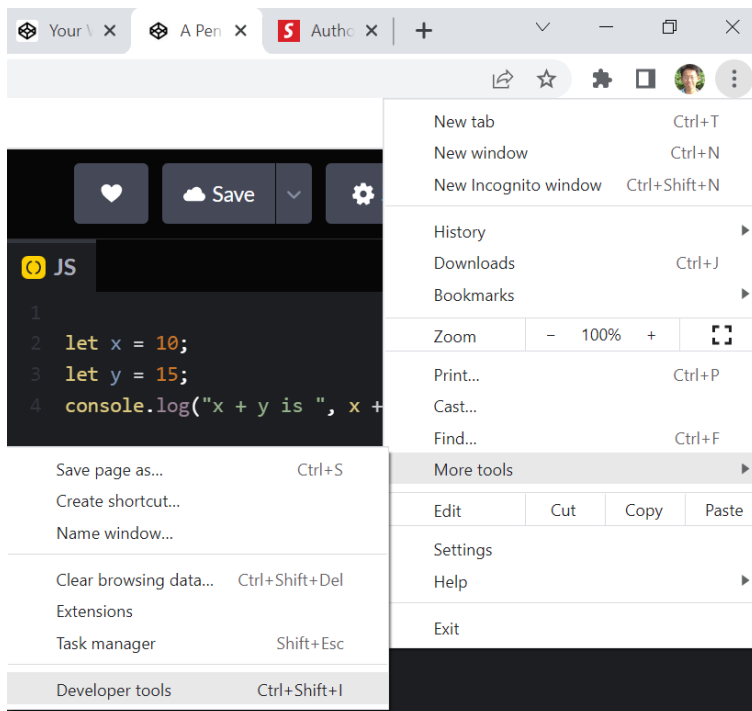 Your
A Pen
S Autho
New tab Ctrl+T
New window Ctrl+N
New Incognito window Ctrl+Shift+N
Save
History
Downloads Ctrl+J
JS
Bookmarks
1
Zoom – 100% +
2 let x = 10;
3 let y = 15;
4 console.log("x + y is ", x +
Print... Ctrl+P
Cast...
Find... Ctrl+F
More tools
Edit Cut Copy Paste
Settings
Help
Exit
Save page as... Ctrl+S
Create shortcut...
Name window...
Clear browsing data... Ctrl+Shift+Del
Extensions
Task manager Shift+Esc
Developer tools Ctrl+Shift+I